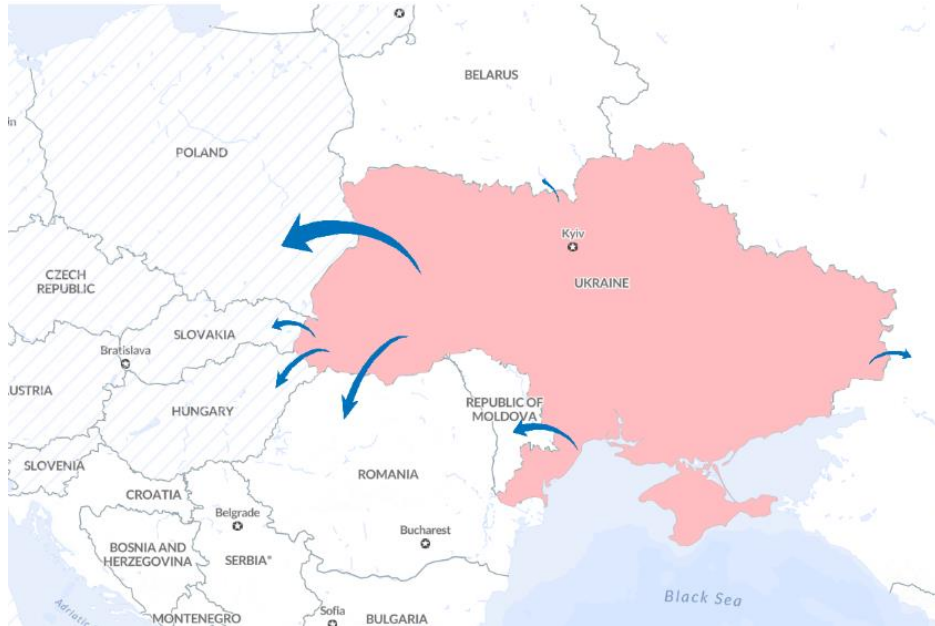 BELARUS
POLAND
Kyiv
CZECH
REPUBLIC
UKRAINE
SLOVAKIA
Bratislava
USTRIA
HUNGARY
REPUBLIC OF
MOLDOVA
SLOVENIA
ROMANIA
CROATIA
Belgrade
Bucharest
BOSNIA AND
HERZEGOVINA
SERBIA*
Black Sea
Adriatic
Sofia
MONTENEGRO
BULGARIA